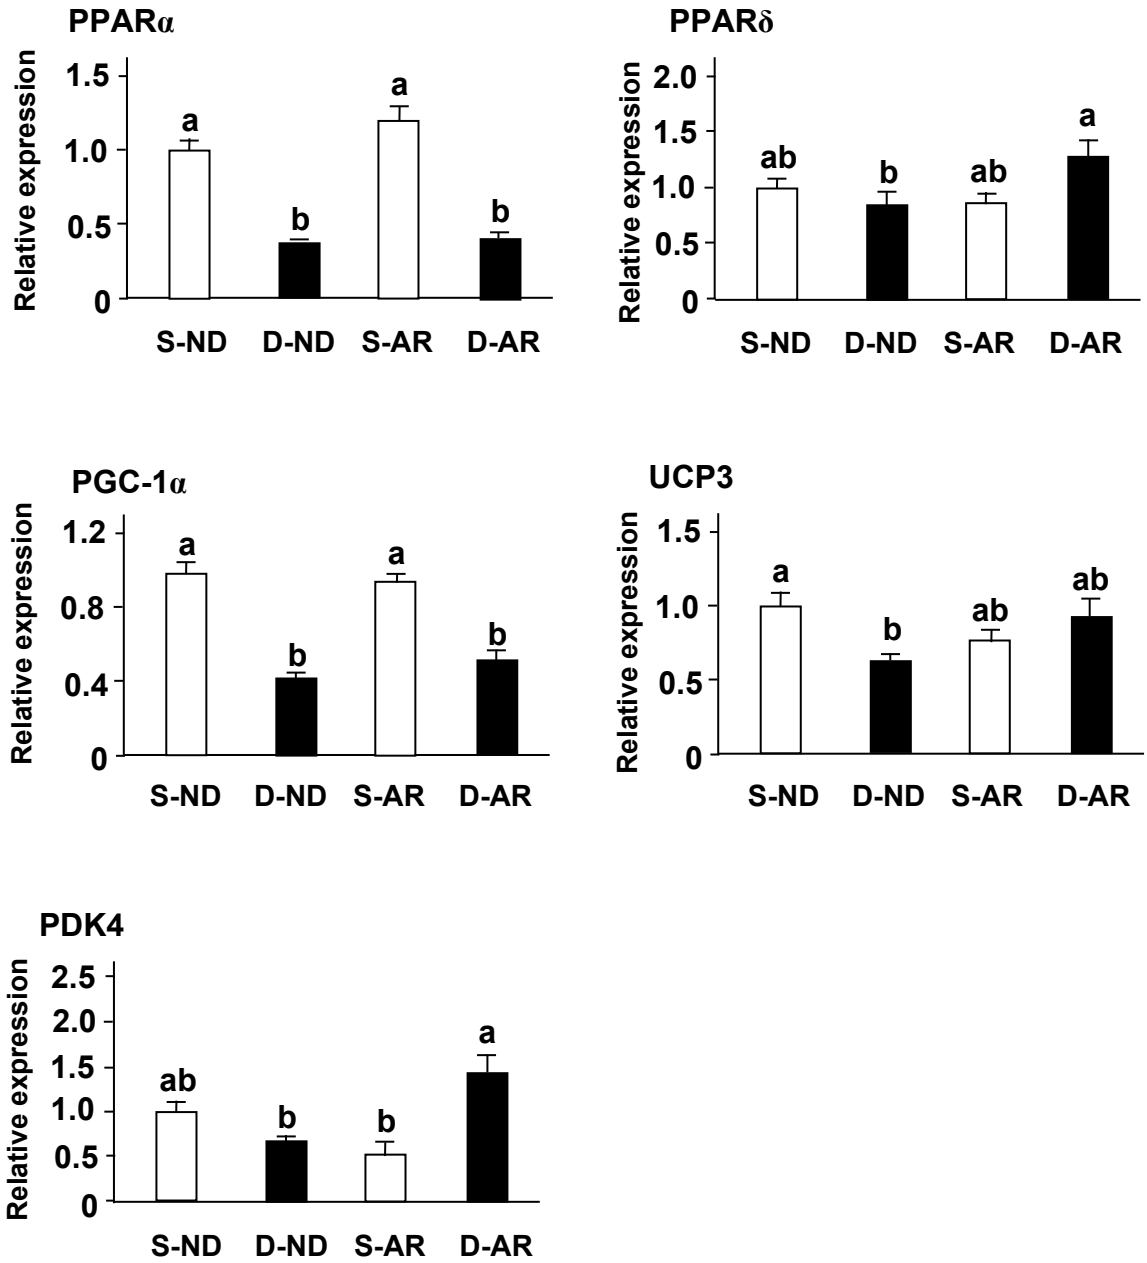 PPARα
Relative expression
1.5
1.0
0.5
0
a
b
a
b
S-ND D-ND S-AR D-AR
PPARδ
Relative expression
2.0
1.5
1.0
0.5
0
ab
b
ab
a
S-ND D-ND S-AR D-AR
PGC-1α
Relative expression
1.2
0.8
0.4
0
a
b
a
b
S-ND D-ND S-AR D-AR
UCP3
Relative expression
1.5
1.0
0.5
0
a
b
ab
ab
S-ND D-ND S-AR D-AR
PDK4
Relative expression
2.5
2.0
1.5
1.0
0.5
0
ab
b
b
a
S-ND D-ND S-AR D-AR